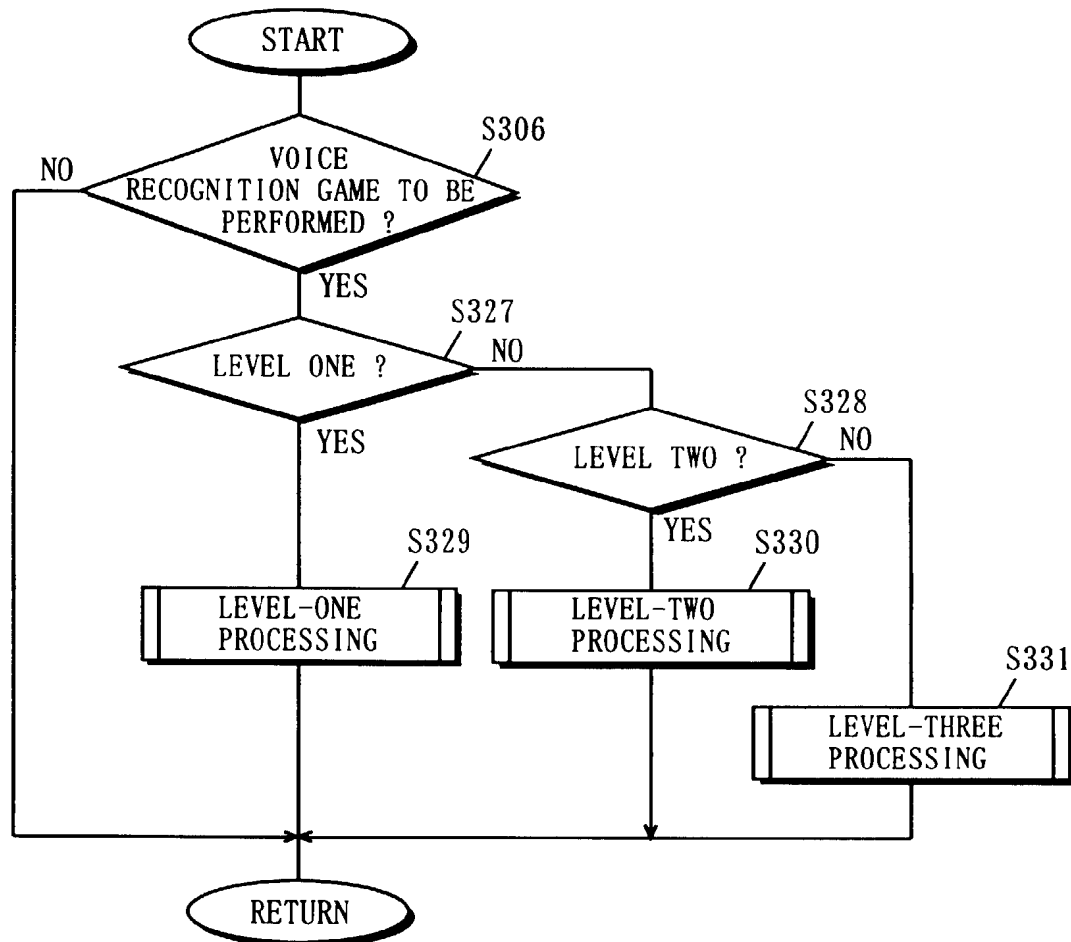 START
S306
NO
VOICE
RECOGNITION GAME TO BE
PERFORMED ?
YES
S327
LEVEL ONE ?
NO
YES
S328
LEVEL TWO ?
NO
YES
S329
LEVEL-ONE
PROCESSING
S330
LEVEL-TWO
PROCESSING
S331
LEVEL-THREE
PROCESSING
RETURN